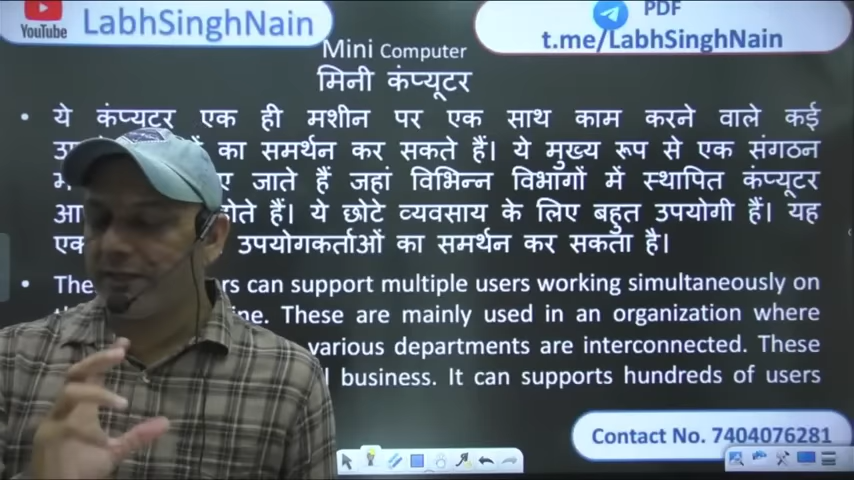 YouTube
LabhSinghNain
PDF
t.me/LabhSinghNain
Mini Computer
मिनी कंप्यूटर
• ये कंप्यूटर एक ही मशीन पर एक साथ काम करने वाले कई
का समर्थन कर सकते हैं। ये मुख्य रूप से एक संगठन
जाते हैं जहां विभिन्न विभागों में स्थापित कंप्यूटर
होते हैं। ये छोटे व्यवसाय के लिए बहुत उपयोगी हैं। यह
उपयोगकर्ताओं का समर्थन कर सकता है।
• can support multiple users working simultaneously on
These are mainly used in an organization where
various departments are interconnected. These
business. It can supports hundreds of users
Contact No. 7404076281